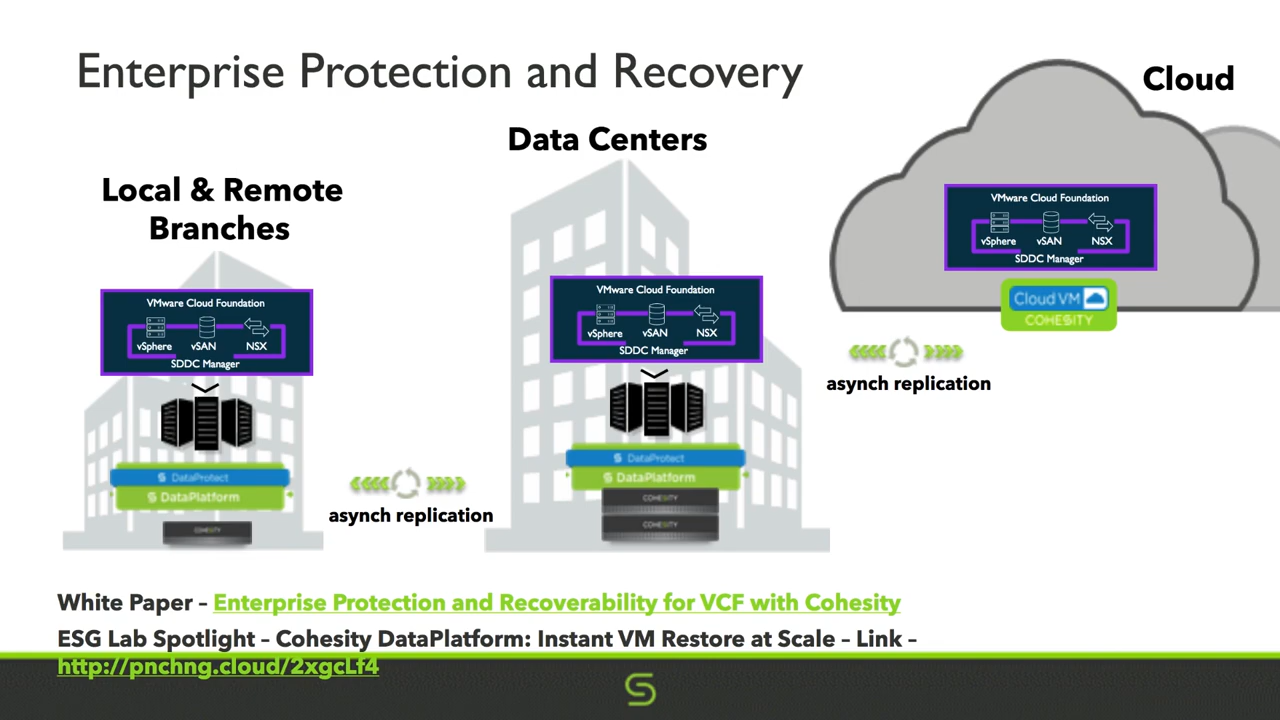 Enterprise Protection and Recovery
Cloud
Data Centers
Local & Remote
Branches
VMware Cloud Foundation
vSphere vSAN NSX
SDDC Manager
DataProtect
DataPlatform
COHESITY
asynch replication
VMware Cloud Foundation
vSphere vSAN NSX
SDDC Manager
DataProtect
DataPlatform
COHESITY
COHESITY
asynch replication
VMware Cloud Foundation
vSphere vSAN NSX
SDDC Manager
Cloud VM
COHESITY
White Paper – Enterprise Protection and Recoverability for VCF with Cohesity
ESG Lab Spotlight – Cohesity DataPlatform: Instant VM Restore at Scale – Link –
http://pnchng.cloud/2xgcLf4